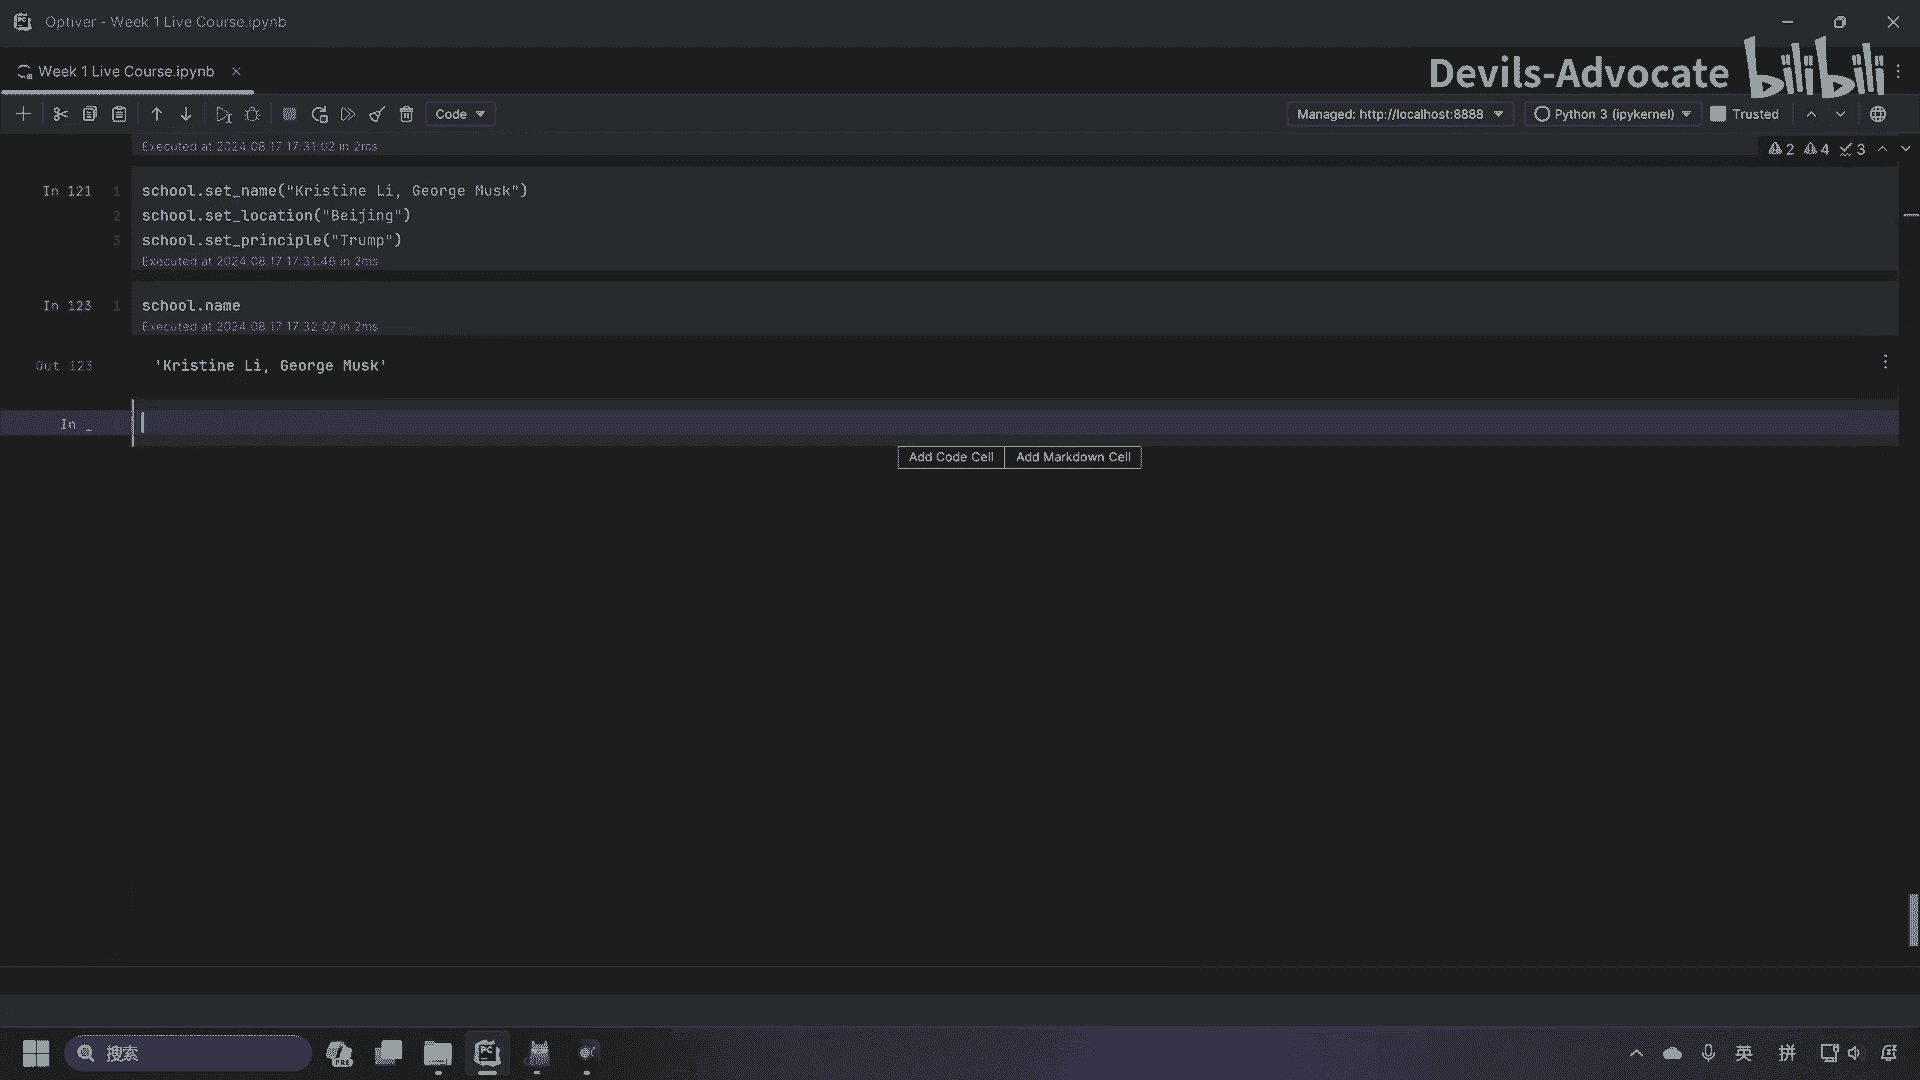 Optiver - Week 1 Live Course.ipynb
Week 1 Live Course.ipynb
Devils-Advocate bilibili
Code
Managed: http://localhost:8888
Python 3 (ipykernel)
Trusted
Executed at 2024.08.17 17:31:02 in 2ms
2 4 3
In 121
1 school.set_name("Kristine Li, George Musk")
2 school.set_location("Beijing")
3 school.set_principle("Trump")
Executed at 2024.08.17 17:31:46 in 2ms
In 123
1 school.name
Executed at 2024.08.17 17:32:07 in 2ms
Out 123
'Kristine Li, George Musk'
In _
Add Code Cell
Add Markdown Cell
搜索
PRE
PC
英
拼